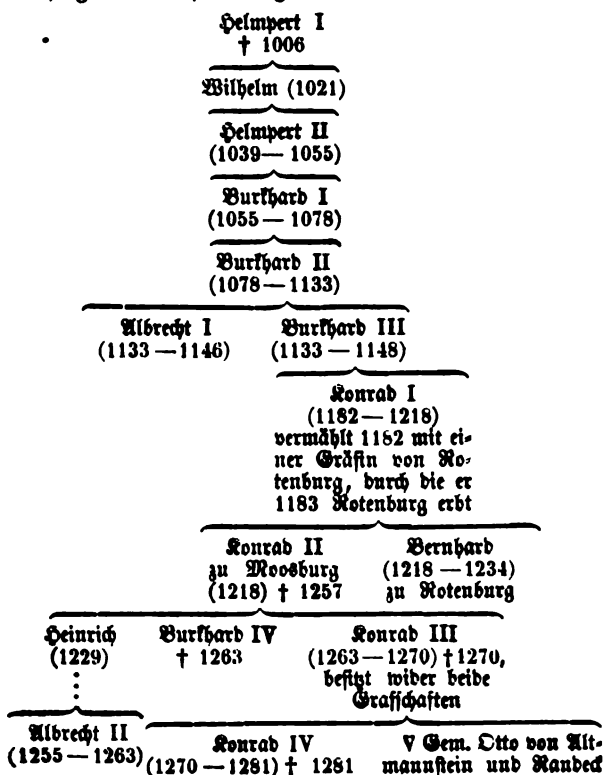 Helmpert I
† 1006
Wilhelm (1021)
Helmpert II
(1039— 1055)
Burkhard I
(1055 — 1078)
Burkhard II
(1078 — 1133)
Albrecht I
(1133 — 1146)
Burkhard III
(1133 — 1148)
Konrad I
(1182 — 1218)
vermählt 1182 mit ei-
ner Gräfin von Ro-
tenburg, durch die er
1183 Rotenburg erbt
Konrad II
zu Moosburg
(1218) † 1257
Bernhard
(1218 — 1234)
zu Rotenburg
Heinrich
(1229)
Burkhard IV
† 1263
Konrad III
(1263 — 1270) † 1270,
besitzt wider beide
Grafschaften
Albrecht II
(1255 — 1263)
Konrad IV
(1270 — 1281) † 1281
V Gem. Otto von Alt-
mannstein und Randeck